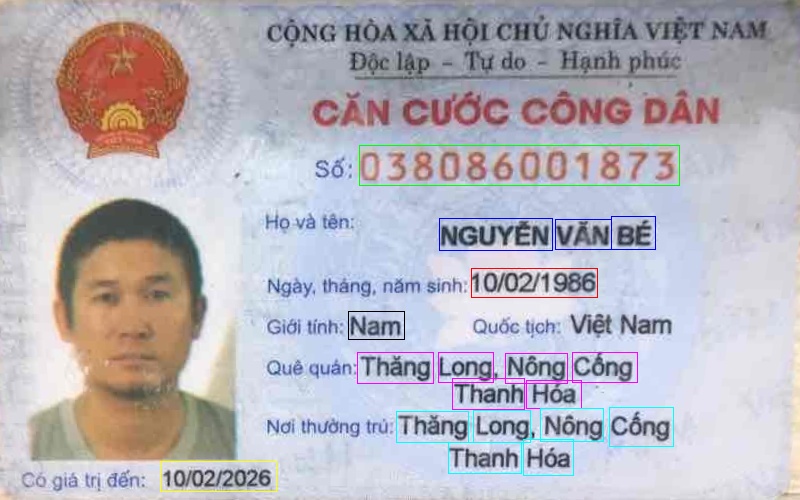 CỘNG HÒA XÃ HỘI CHỦ NGHĨA VIỆT NAM
Độc lập - Tự do - Hạnh phúc
CĂN CƯỚC CÔNG DÂN
Số: 038086001873
Họ và tên:
NGUYỄN VĂN BÉ
Ngày, tháng, năm sinh: 10/02/1986
Giới tính: Nam Quốc tịch: Việt Nam
Quê quán: Thăng Long, Nông Cống
Thanh Hóa
Nơi thường trú: Thăng Long, Nông Cống
Thanh Hóa
Có giá trị đến: 10/02/2026